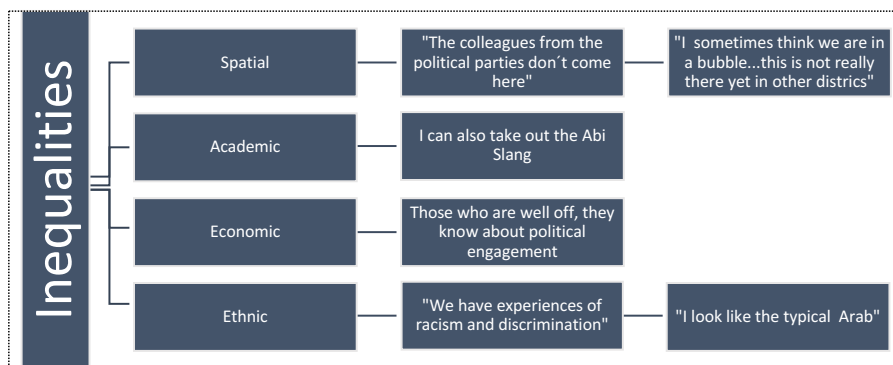 Inequalities
Spatial
"The colleagues from the
political parties don´t come
here"
"I sometimes think we are in
a bubble...this is not really
there yet in other districs"
Academic
I can also take out the Abi
Slang
Economic
Those who are well off, they
know about political
engagement
Ethnic
"We have experiences of
racism and discrimination"
"I look like the typical Arab"